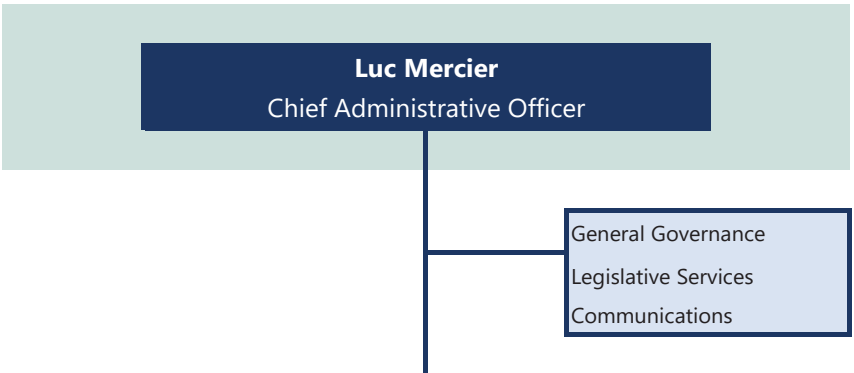 Luc Mercier
Chief Administrative Officer
General Governance
Legislative Services
Communications